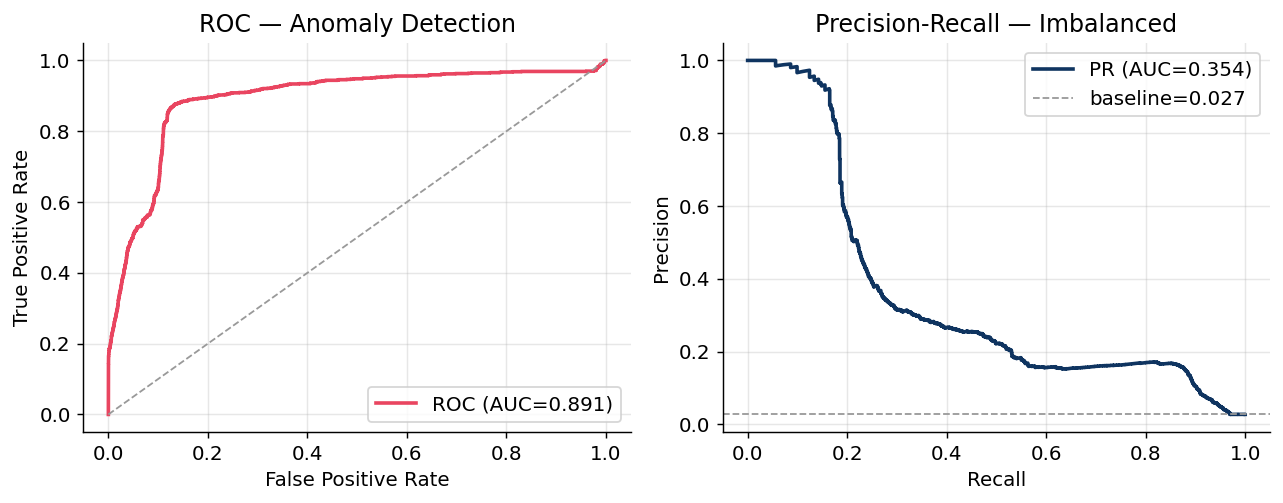 ROC — Anomaly Detection
True Positive Rate
1.0
0.8
0.6
0.4
0.2
0.0
ROC (AUC=0.891)
0.0 0.2 0.4 0.6 0.8 1.0
False Positive Rate
Precision-Recall — Imbalanced
Precision
1.0
0.8
0.6
0.4
0.2
0.0
PR (AUC=0.354)
baseline=0.027
0.0 0.2 0.4 0.6 0.8 1.0
Recall